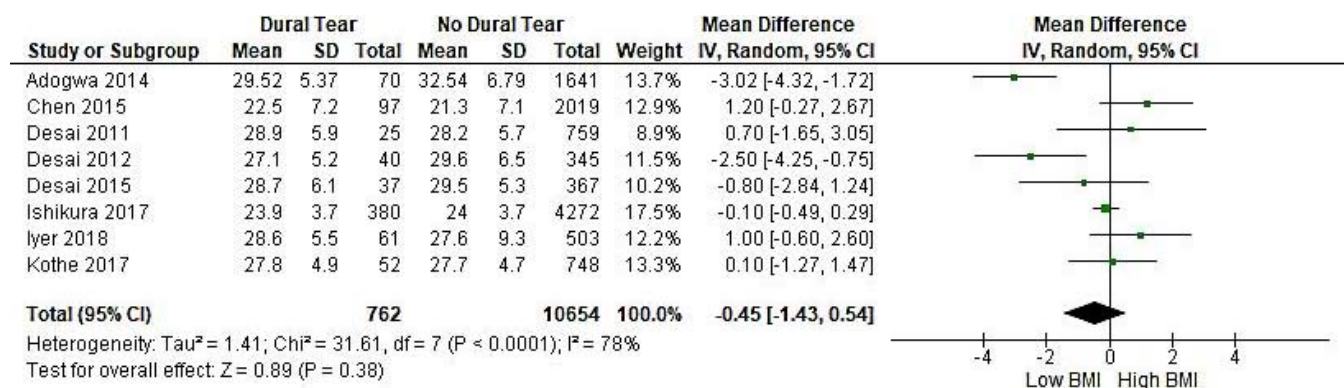 Dural Tear No Dural Tear Mean Difference Mean Difference
Study or Subgroup Mean SD Total Mean SD Total Weight IV, Random, 95% CI IV, Random, 95% CI
Adogwa 2014 29.52 5.37 70 32.54 6.79 1641 13.7% -3.02 [-4.32, -1.72]
Chen 2015 22.5 7.2 97 21.3 7.1 2019 12.9% 1.20 [-0.27, 2.67]
Desai 2011 28.9 5.9 25 28.2 5.7 759 8.9% 0.70 [-1.65, 3.05]
Desai 2012 27.1 5.2 40 29.6 6.5 345 11.5% -2.50 [-4.25, -0.75]
Desai 2015 28.7 6.1 37 29.5 5.3 367 10.2% -0.80 [-2.84, 1.24]
Ishikura 2017 23.9 3.7 380 24 3.7 4272 17.5% -0.10 [-0.49, 0.29]
Iyer 2018 28.6 5.5 61 27.6 9.3 503 12.2% 1.00 [-0.60, 2.60]
Kothe 2017 27.8 4.9 52 27.7 4.7 748 13.3% 0.10 [-1.27, 1.47]
Total (95% CI) 762 10654 100.0% -0.45 [-1.43, 0.54]
Heterogeneity: Tau² = 1.41; Chi² = 31.61, df = 7 (P < 0.0001); I² = 78%
Test for overall effect: Z = 0.89 (P = 0.38)
-4 -2 0 2 4
Low BMI High BMI